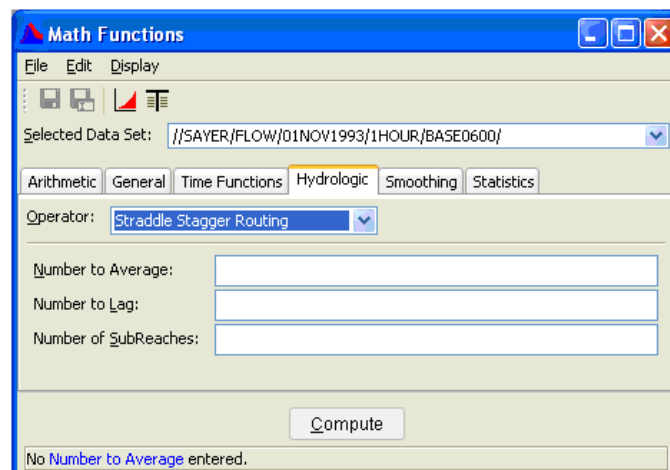 Math Functions
File Edit Display
Selected Data Set: //SAYER/FLOW/01NOV1993/1HOUR/BASE0600/
Arithmetic General Time Functions Hydrologic Smoothing Statistics
Operator: Straddle Stagger Routing
Number to Average:
Number to Lag:
Number of SubReaches:
Compute
No Number to Average entered.